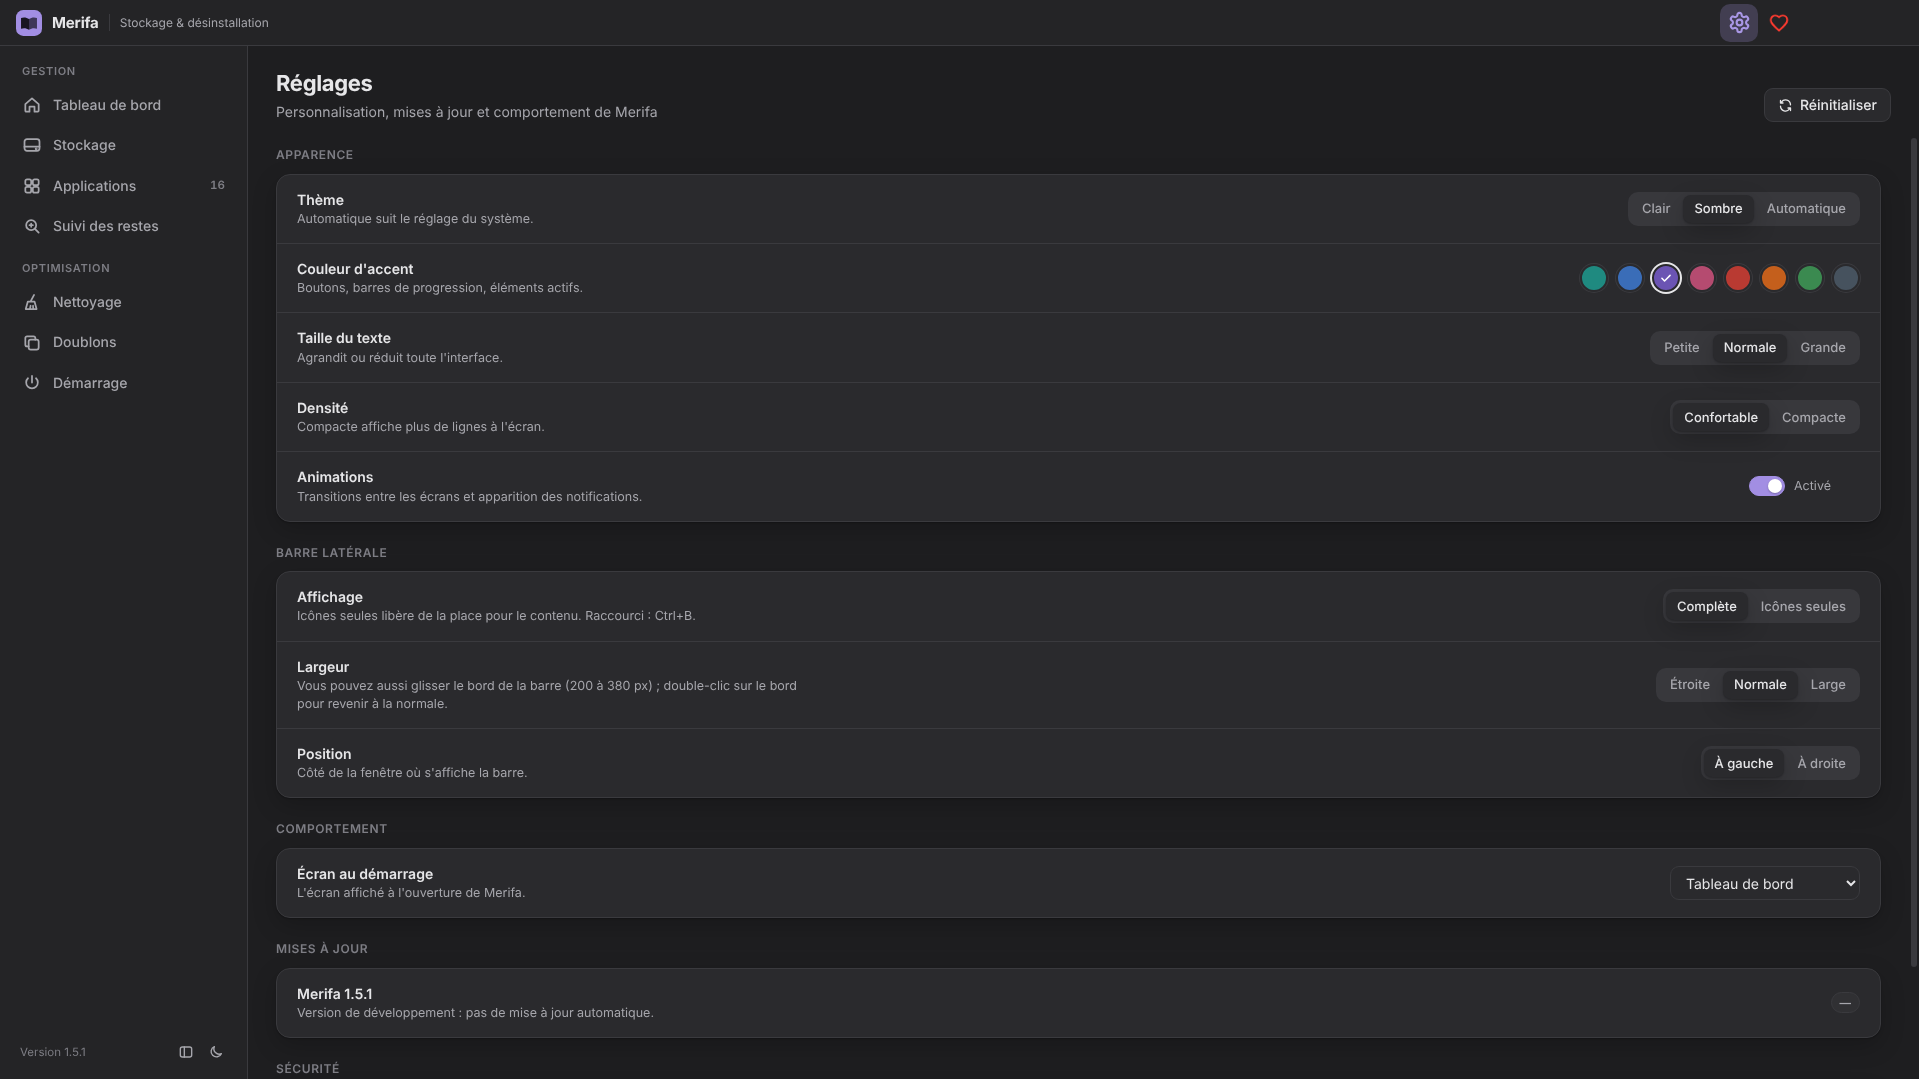 Merifa
Stockage & désinstallation
GESTION
Tableau de bord
Stockage
Applications
16
Suivi des restes
OPTIMISATION
Nettoyage
Doublons
Démarrage
Version 1.5.1
Réglages
Personnalisation, mises à jour et comportement de Merifa
Réinitialiser
APPARENCE
Thème
Automatique suit le réglage du système.
Clair
Sombre
Automatique
Couleur d'accent
Boutons, barres de progression, éléments actifs.
Taille du texte
Agrandit ou réduit toute l'interface.
Petite
Normale
Grande
Densité
Compacte affiche plus de lignes à l'écran.
Confortable
Compacte
Animations
Transitions entre les écrans et apparition des notifications.
Activé
BARRE LATÉRALE
Affichage
Icônes seules libère de la place pour le contenu. Raccourci : Ctrl+B.
Complète
Icônes seules
Largeur
Vous pouvez aussi glisser le bord de la barre (200 à 380 px) ; double-clic sur le bord
pour revenir à la normale.
Étroite
Normale
Large
Position
Côté de la fenêtre où s'affiche la barre.
À gauche
À droite
COMPORTEMENT
Écran au démarrage
L'écran affiché à l'ouverture de Merifa.
Tableau de bord
MISES À JOUR
Merifa 1.5.1
Version de développement : pas de mise à jour automatique.
—
SÉCURITÉ